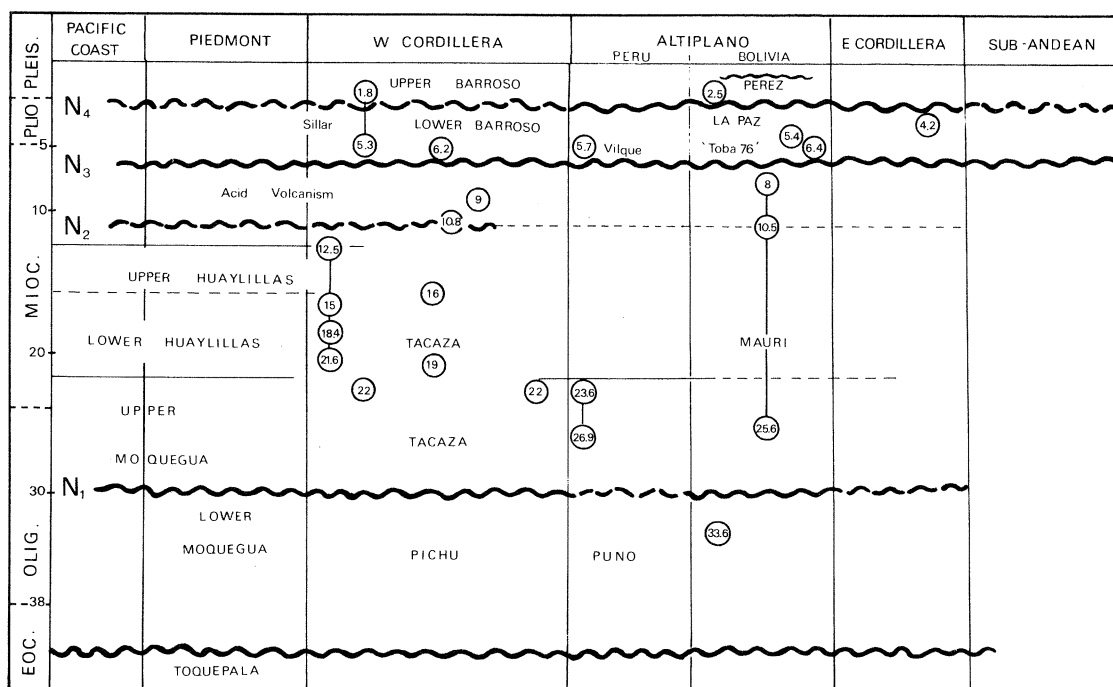 PACIFIC COAST PIEDMONT W CORDILLERA ALTIPLANO E CORDILLERA SUB-ANDEAN
PERU BOLIVIA
PLEIS.
UPPER BARROSO PEREZ
1.8 2.5
N4
PLIO
Sillar LOWER BARROSO LA PAZ 4.2
5.3 6.2 5.7 Vilque 'Toba 76' 5.4 6.4
5
N3
8
Acid Volcanism 9
10
N2 10.8 10.5
12.5
MIOC.
UPPER HUAYLILLAS 16
15
18.4
LOWER HUAYLILLAS TACAZA MAURI
20 21.6 19
22 22 23.6
UPPER
26.9 25.6
TACAZA
MOQUEGUA
30 N1
LOWER
33.6
OLIG.
MOQUEGUA PICHU PUNO
38
EOC.
TOQUEPALA